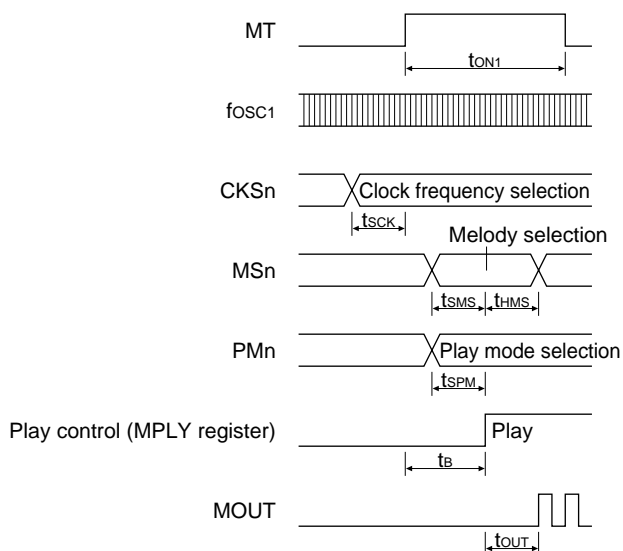 MT
tON1
fOSC1
CKSn
Clock frequency selection
tSCK
Melody selection
MSn
tSMS tHMS
PMn
Play mode selection
tSPM
Play control (MPLY register)
Play
tB
MOUT
tOUT